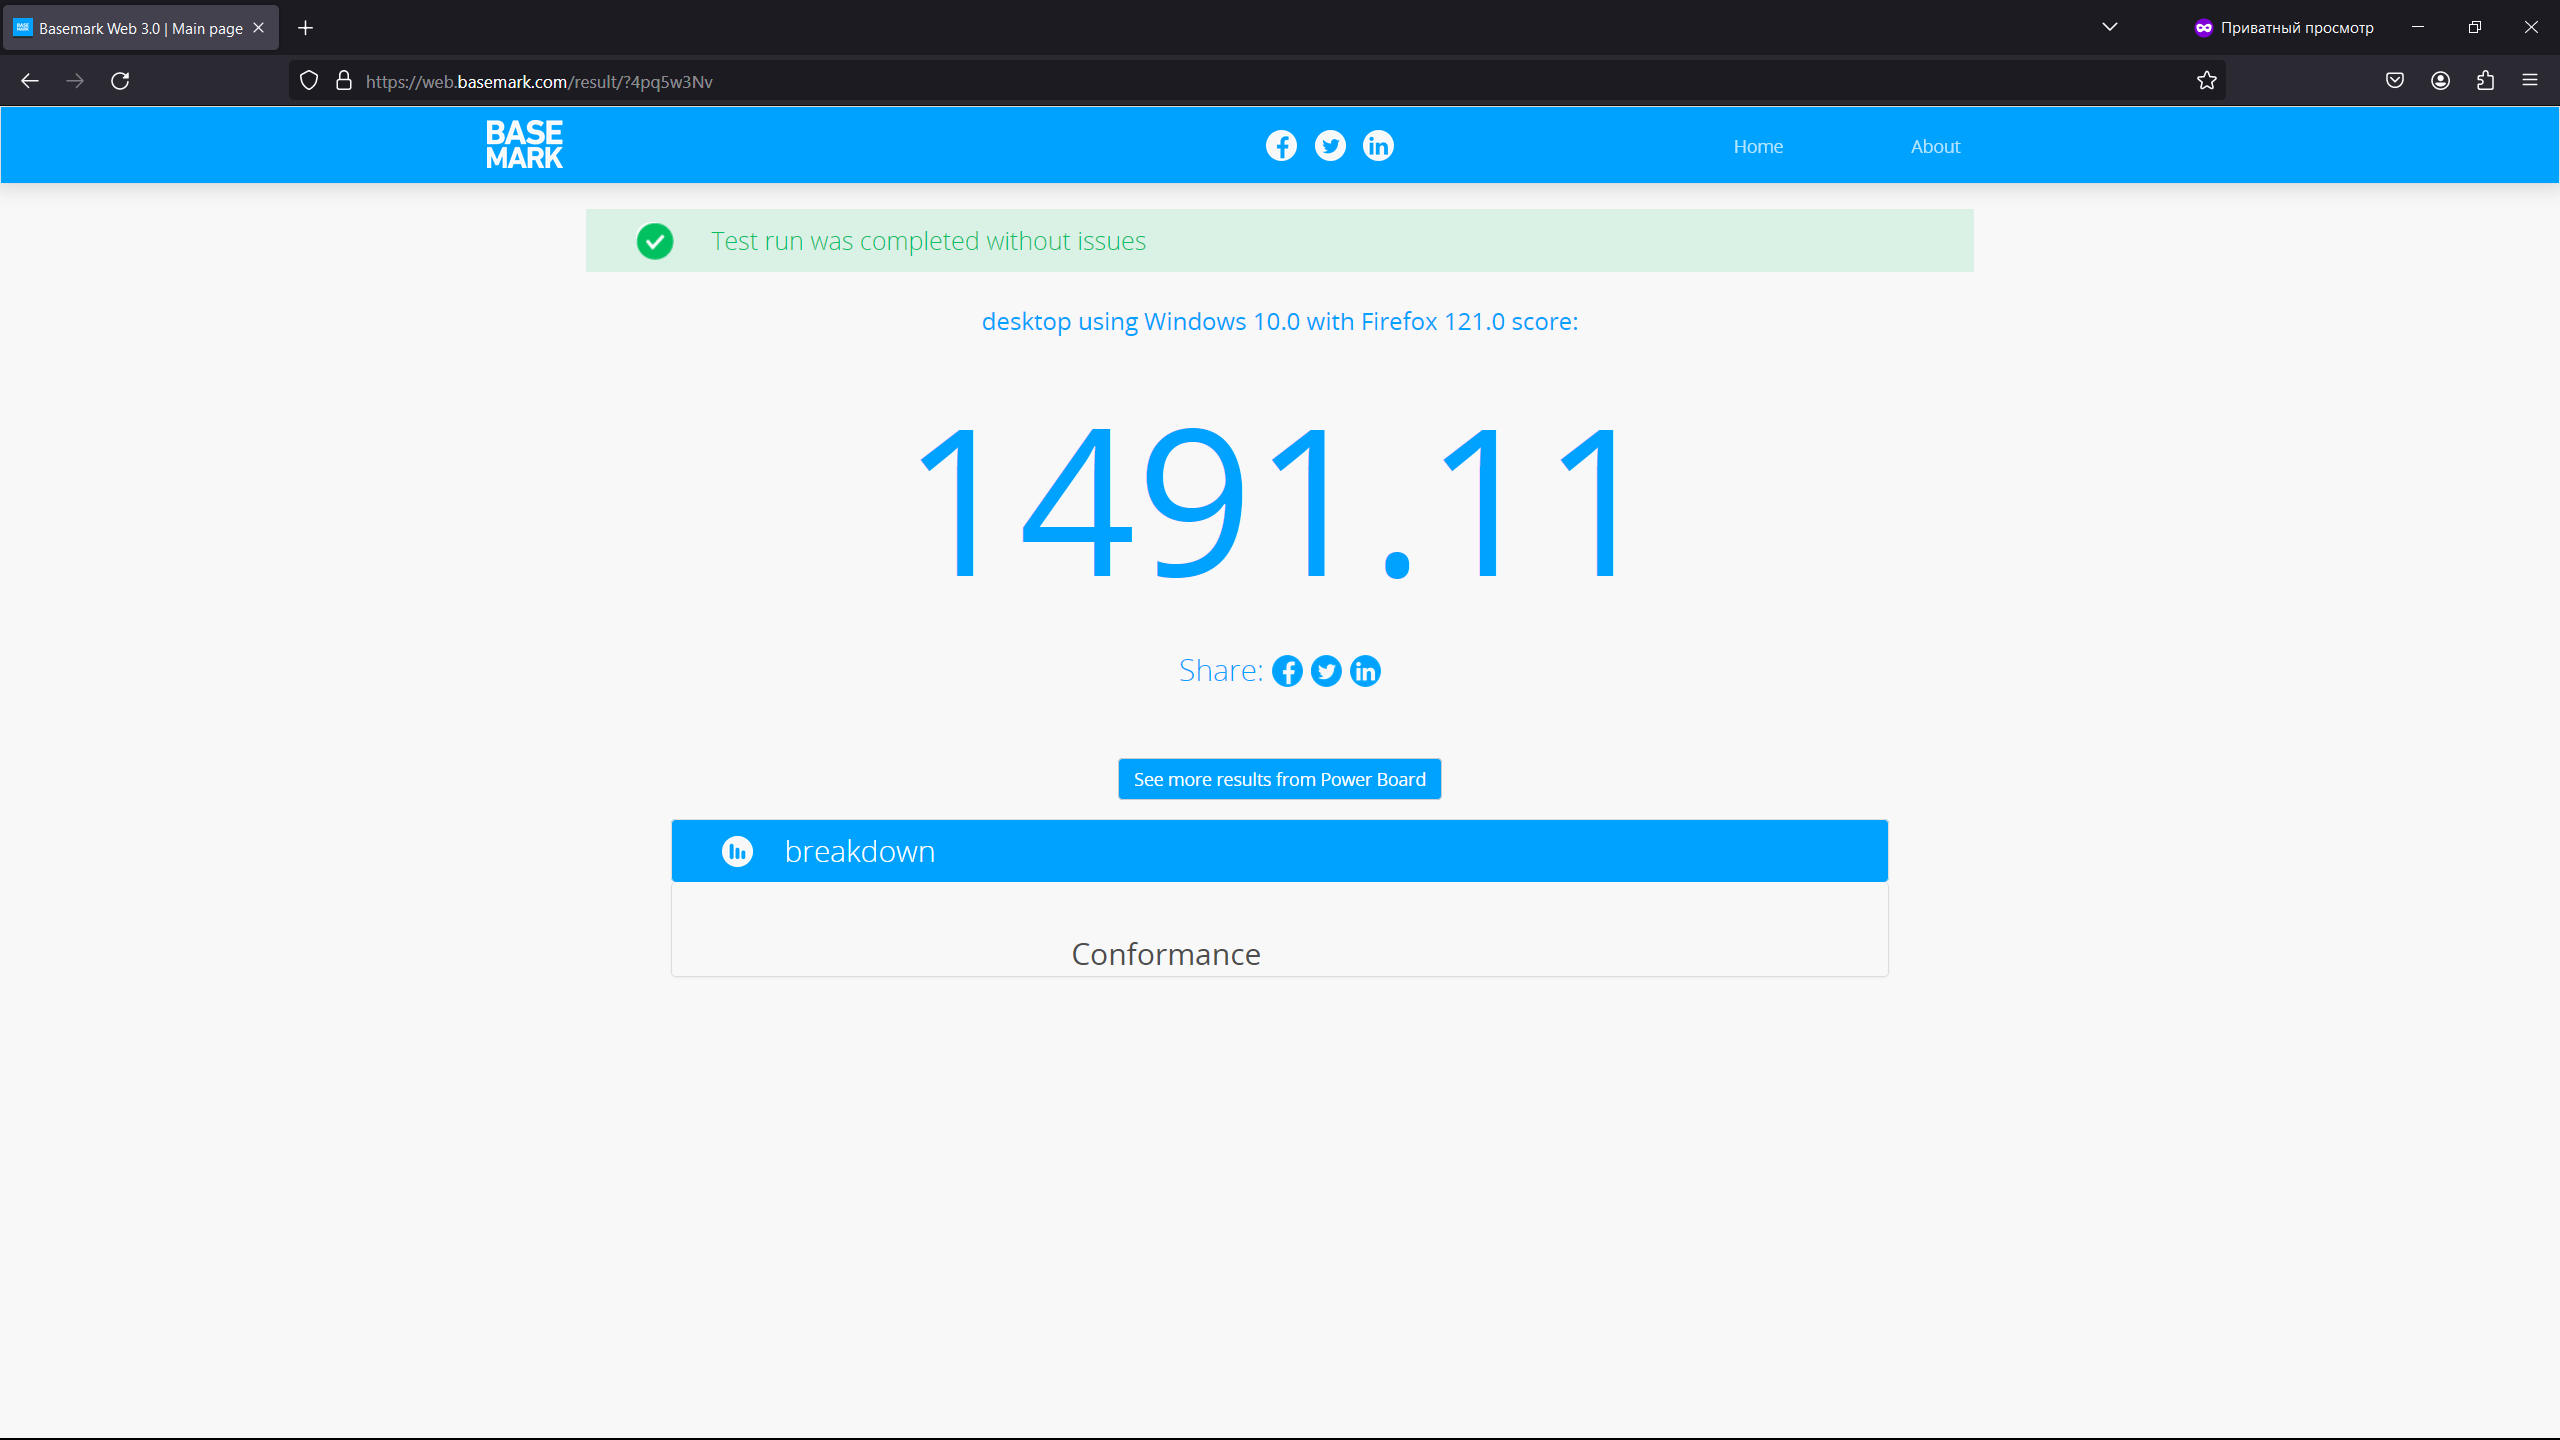 Basemark Web 3.0 | Main page
Приватный просмотр
https://web.basemark.com/result/?4pq5w3Nv
BASE
MARK
Home
About
Test run was completed without issues
desktop using Windows 10.0 with Firefox 121.0 score:
1491.11
Share:
See more results from Power Board
breakdown
Conformance